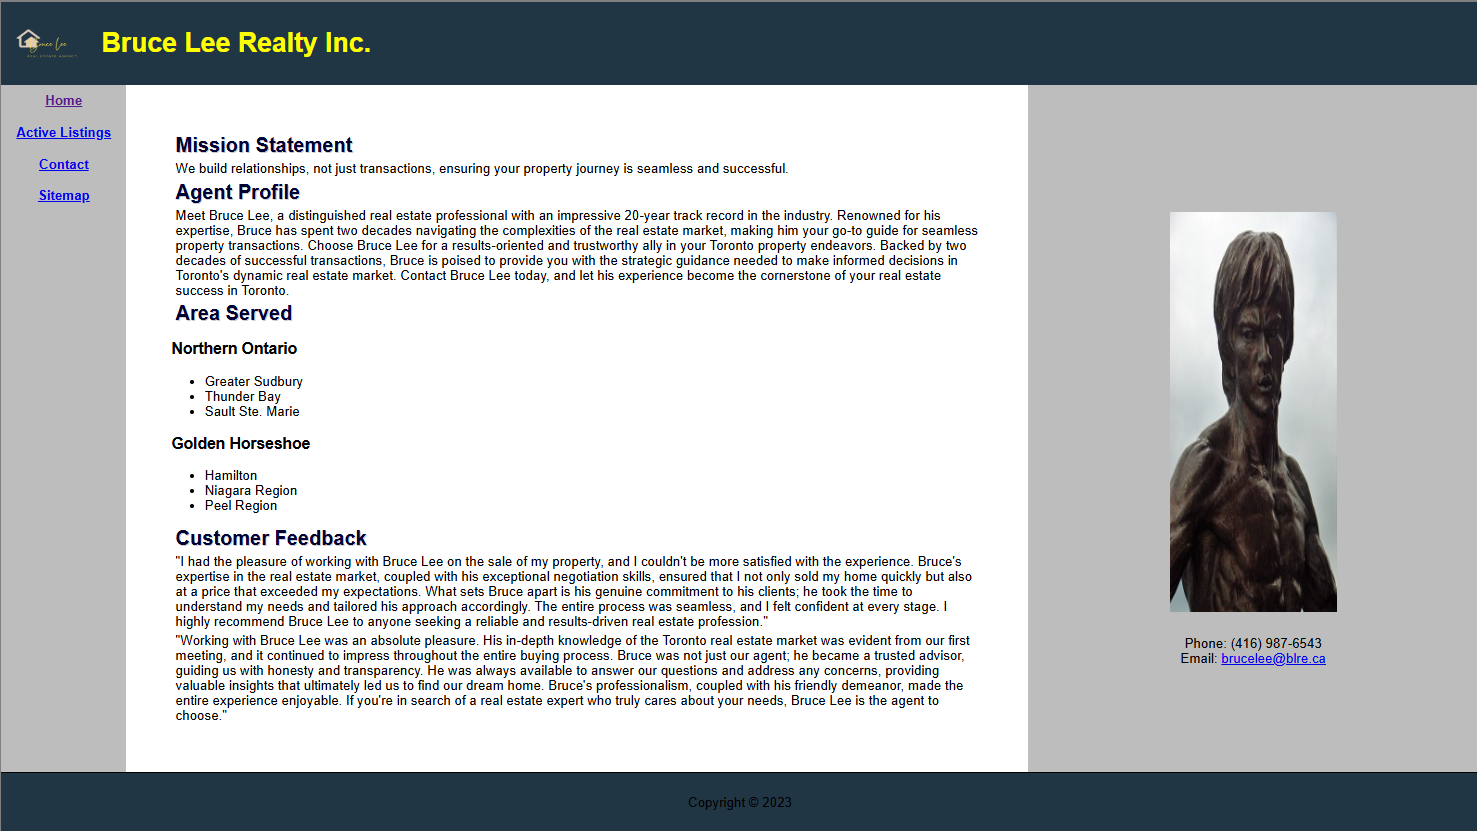 Bruce Lee
REAL ESTATE AGENCY
Bruce Lee Realty Inc.
Home
Active Listings
Contact
Sitemap
Mission Statement
We build relationships, not just transactions, ensuring your property journey is seamless and successful.
Agent Profile
Meet Bruce Lee, a distinguished real estate professional with an impressive 20-year track record in the industry. Renowned for his
expertise, Bruce has spent two decades navigating the complexities of the real estate market, making him your go-to guide for seamless
property transactions. Choose Bruce Lee for a results-oriented and trustworthy ally in your Toronto property endeavors. Backed by two
decades of successful transactions, Bruce is poised to provide you with the strategic guidance needed to make informed decisions in
Toronto's dynamic real estate market. Contact Bruce Lee today, and let his experience become the cornerstone of your real estate
success in Toronto.
Area Served
Northern Ontario
• Greater Sudbury
• Thunder Bay
• Sault Ste. Marie
Golden Horseshoe
• Hamilton
• Niagara Region
• Peel Region
Customer Feedback
"I had the pleasure of working with Bruce Lee on the sale of my property, and I couldn't be more satisfied with the experience. Bruce's
expertise in the real estate market, coupled with his exceptional negotiation skills, ensured that I not only sold my home quickly but also
at a price that exceeded my expectations. What sets Bruce apart is his genuine commitment to his clients; he took the time to
understand my needs and tailored his approach accordingly. The entire process was seamless, and I felt confident at every stage. I
highly recommend Bruce Lee to anyone seeking a reliable and results-driven real estate profession."
"Working with Bruce Lee was an absolute pleasure. His in-depth knowledge of the Toronto real estate market was evident from our first
meeting, and it continued to impress throughout the entire buying process. Bruce was not just our agent; he became a trusted advisor,
guiding us with honesty and transparency. He was always available to answer our questions and address any concerns, providing
valuable insights that ultimately led us to find our dream home. Bruce's professionalism, coupled with his friendly demeanor, made the
entire experience enjoyable. If you're in search of a real estate expert who truly cares about your needs, Bruce Lee is the agent to
choose."
Phone: (416) 987-6543
Email: brucelee@blre.ca
Copyright © 2023